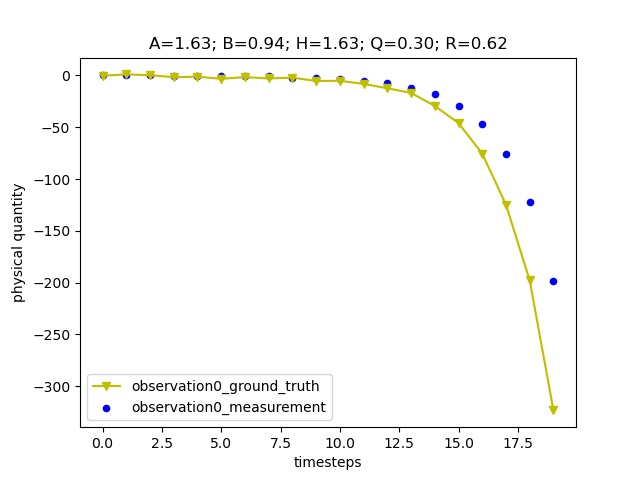 A=1.63; B=0.94; H=1.63; Q=0.30; R=0.62
physical quantity
0
−50
−100
−150
−200
−250
−300
observation0_ground_truth
observation0_measurement
0.0 2.5 5.0 7.5 10.0 12.5 15.0 17.5
timesteps